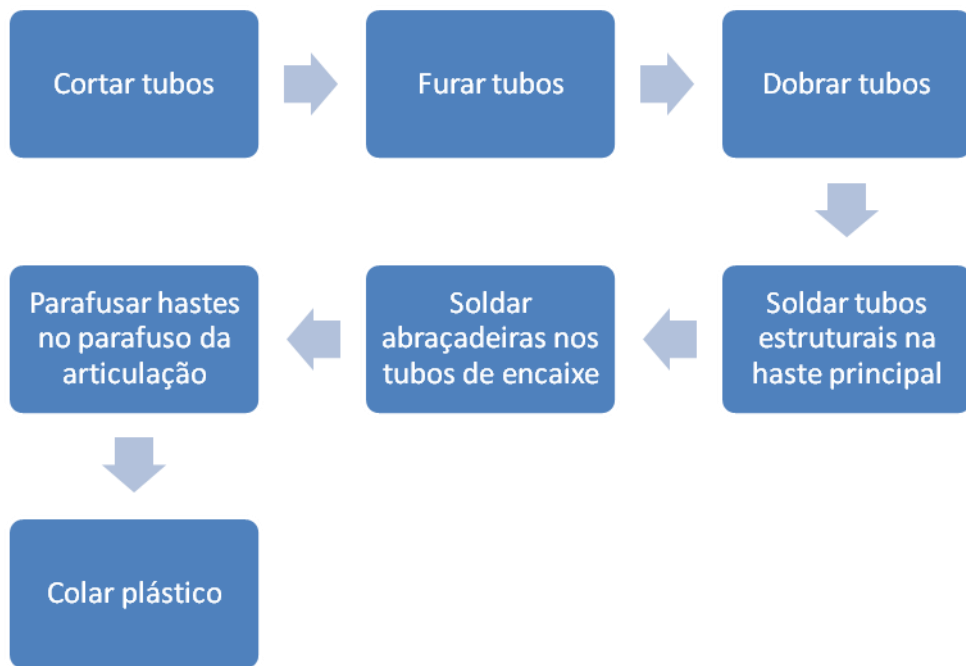 Cortar tubos
Furar tubos
Dobrar tubos
Soldar tubos
estruturais na
haste principal
Soldar
abraçadeiras nos
tubos de encaixe
Parafusar hastes
no parafuso da
articulação
Colar plástico